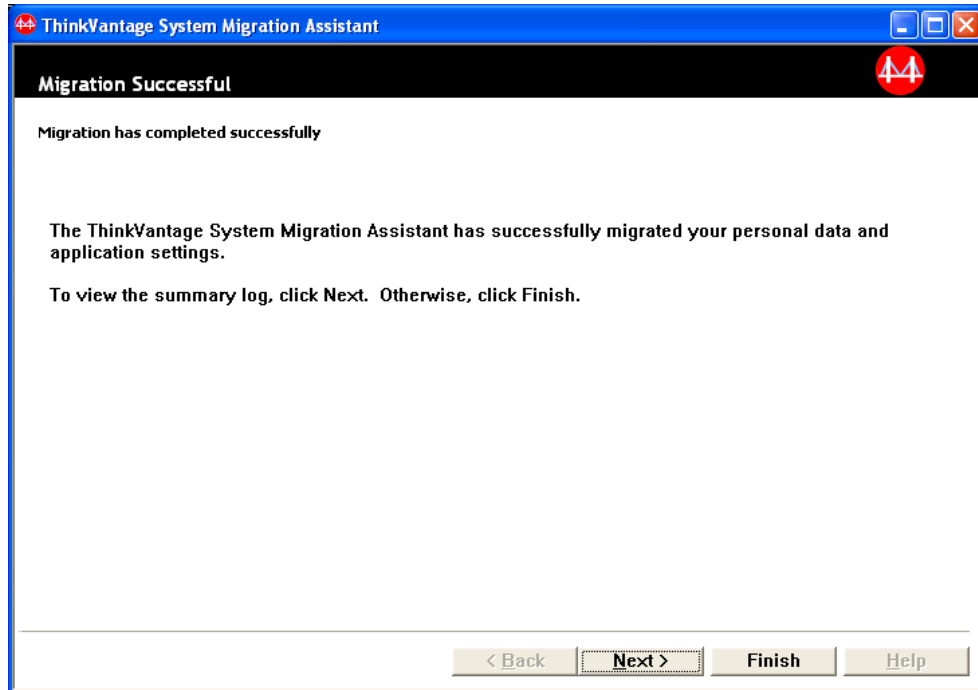 ThinkVantage System Migration Assistant
Migration Successful
Migration has completed successfully
The ThinkVantage System Migration Assistant has successfully migrated your personal data and
application settings.
To view the summary log, click Next. Otherwise, click Finish.
< Back Next > Finish Help